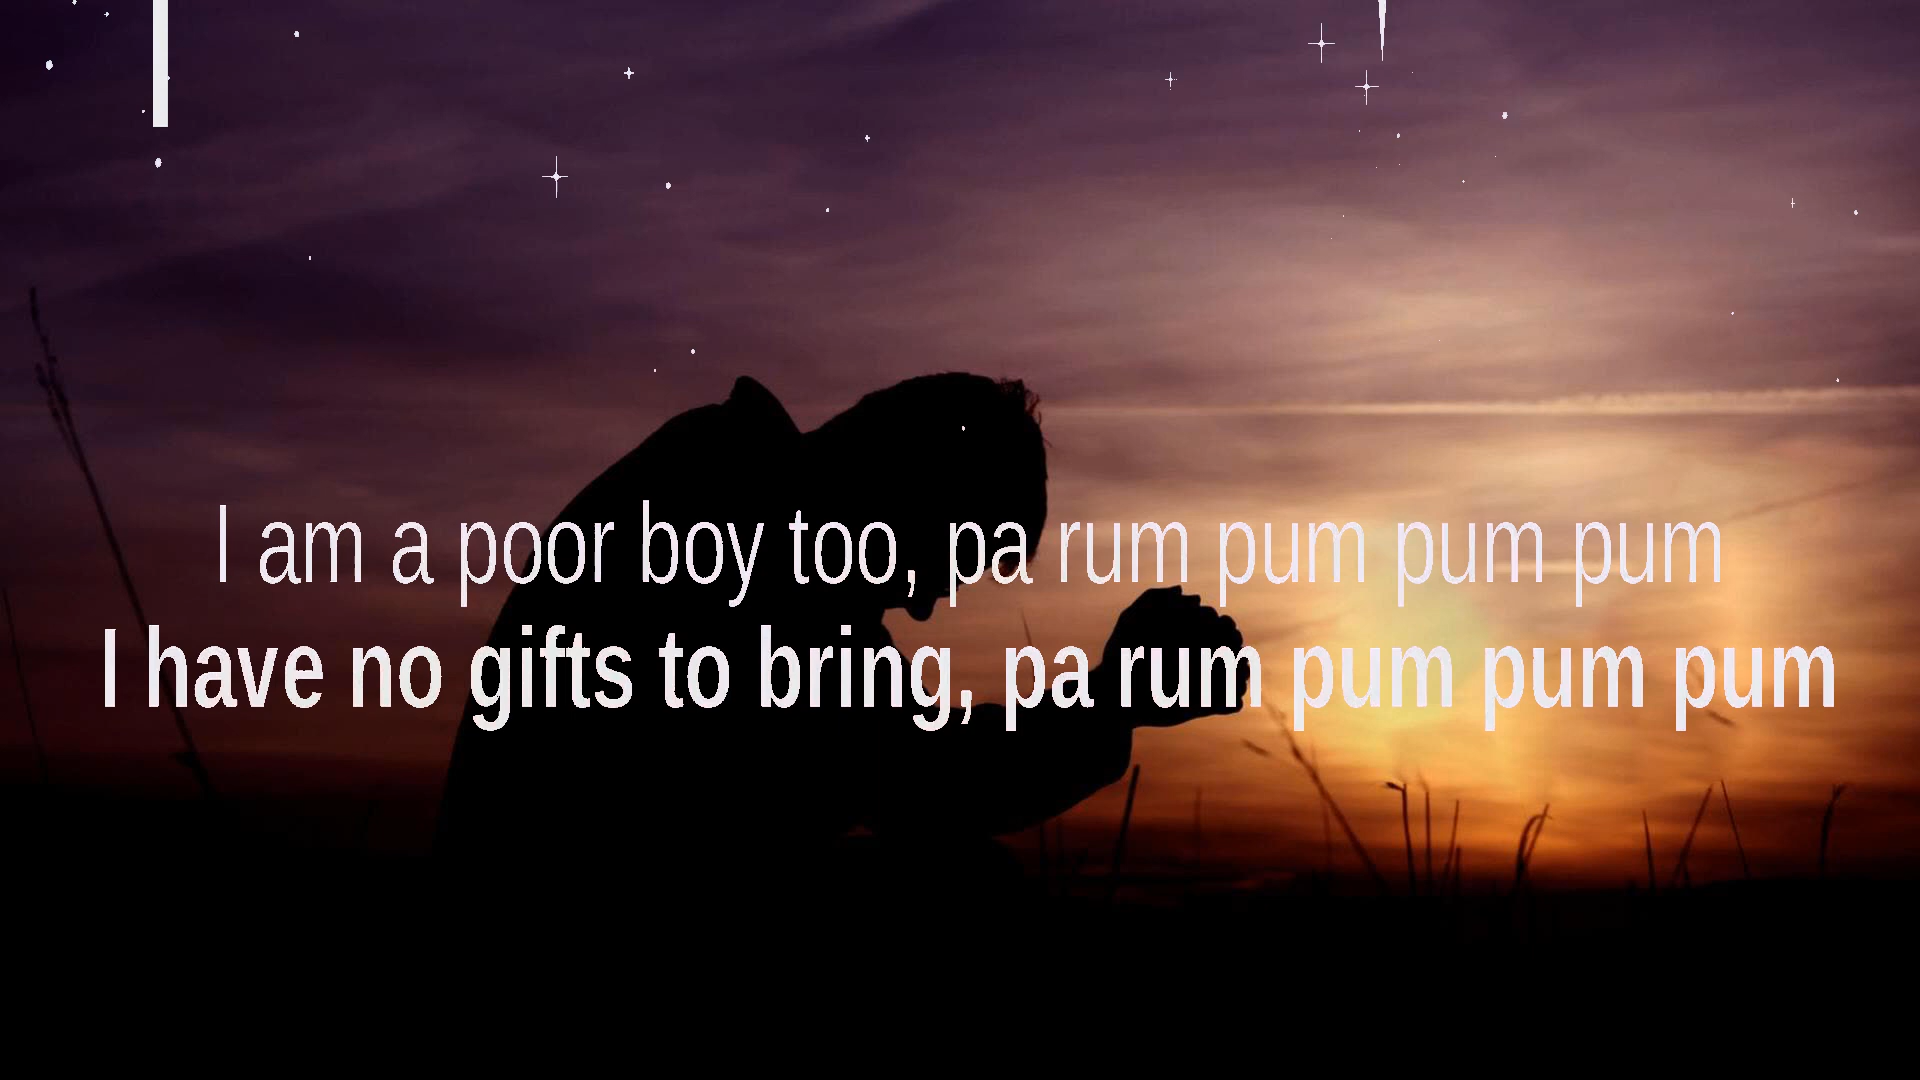 I am a poor boy too, pa rum pum pum pum
I have no gifts to bring, pa rum pum pum pum